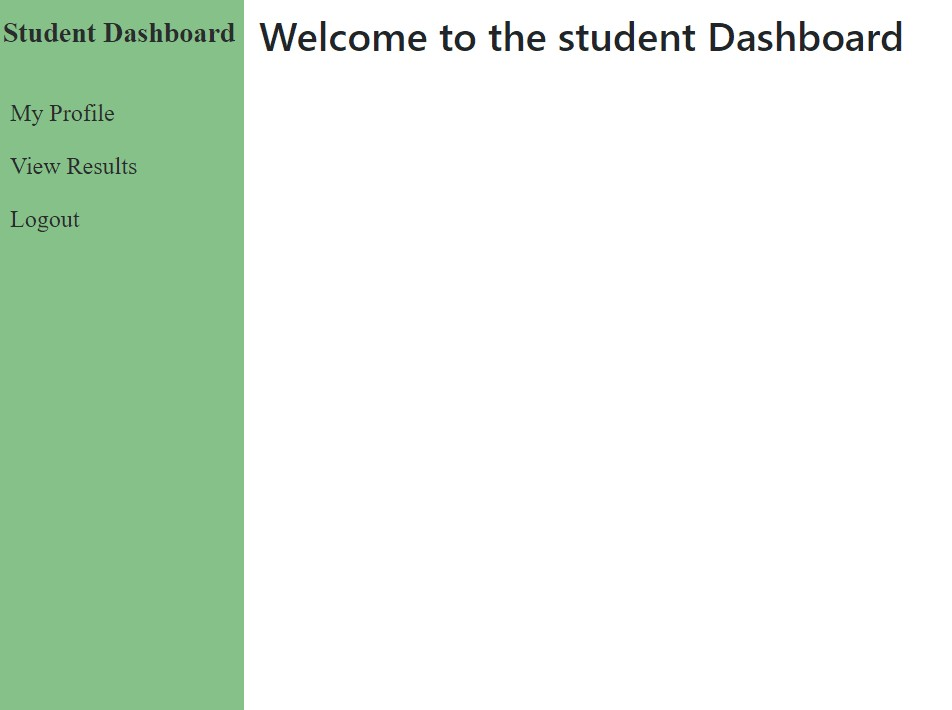 Student Dashboard
My Profile
View Results
Logout
Welcome to the student Dashboard